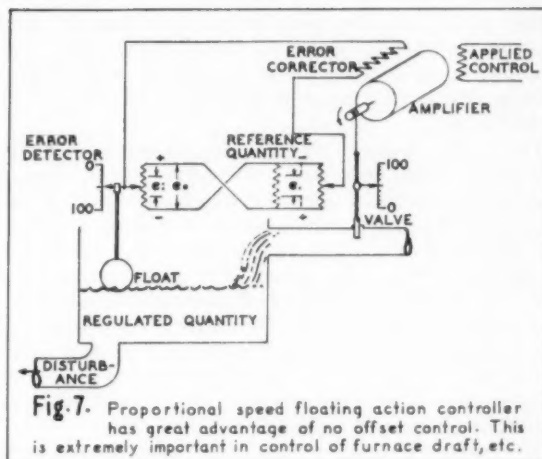 ERROR
CORRECTOR
APPLIED
CONTROL
AMPLIFIER
ERROR
DETECTOR
REFERENCE
QUANTITY
0
100
+
-
-
+
100
0
VALVE
FLOAT
REGULATED QUANTITY
DISTURB-
ANCE
Fig.7. Proportional speed floating action controller
has great advantage of no offset control. This
is extremely important in control of furnace draft, etc.